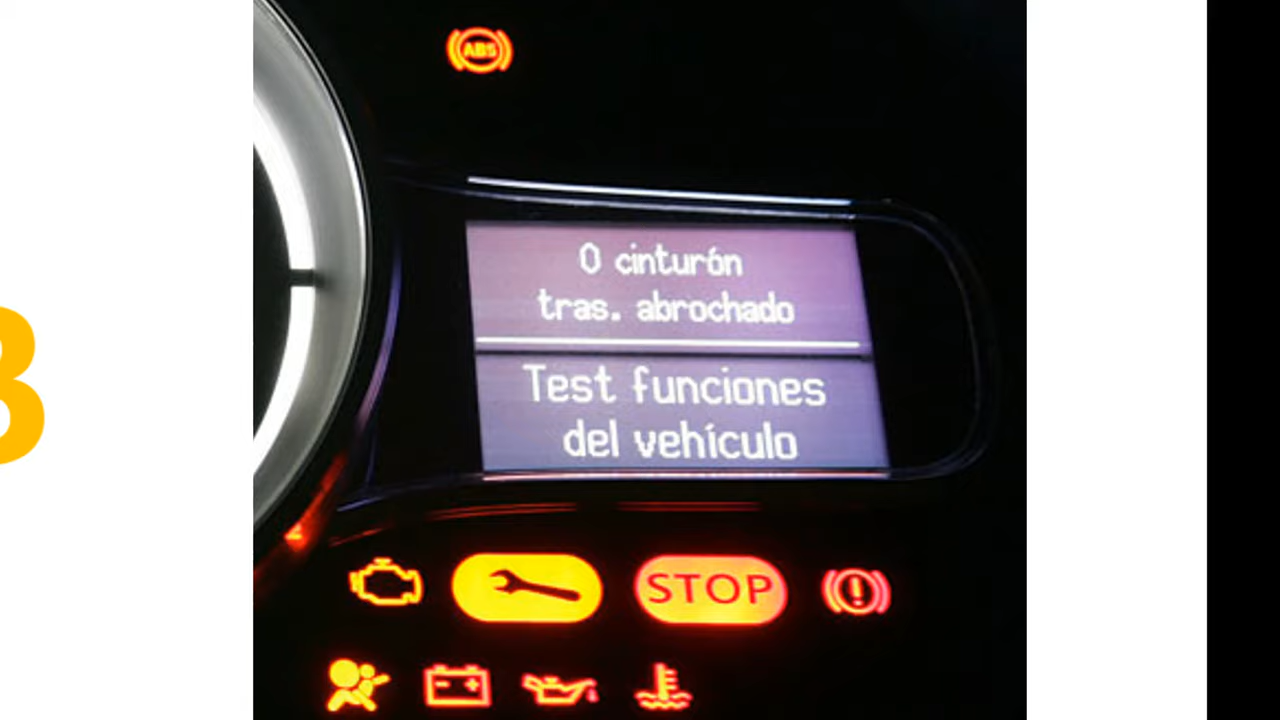 ABS
0 cinturón
tras. abrochado
Test funciones
del vehículo
STOP